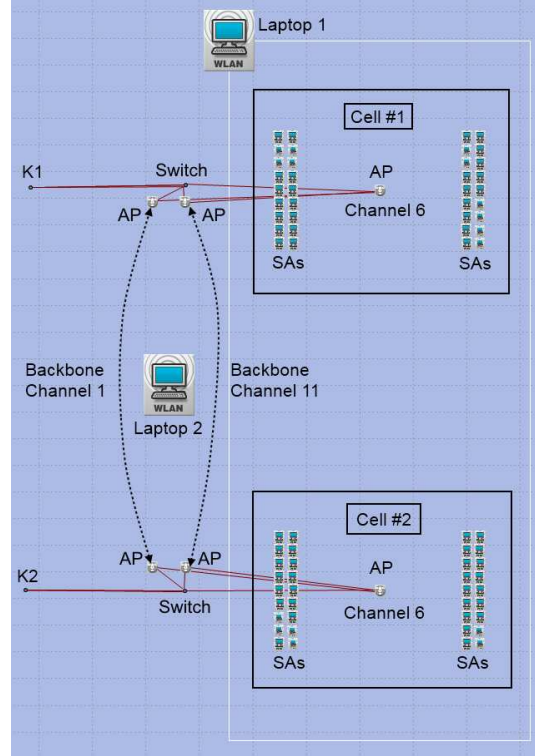 Laptop 1
WLAN
Cell #1
K1
Switch
AP
AP
AP
Channel 6
SAs
SAs
Backbone
Channel 1
Backbone
Channel 11
WLAN
Laptop 2
Cell #2
AP
AP
AP
K2
Switch
Channel 6
SAs
SAs